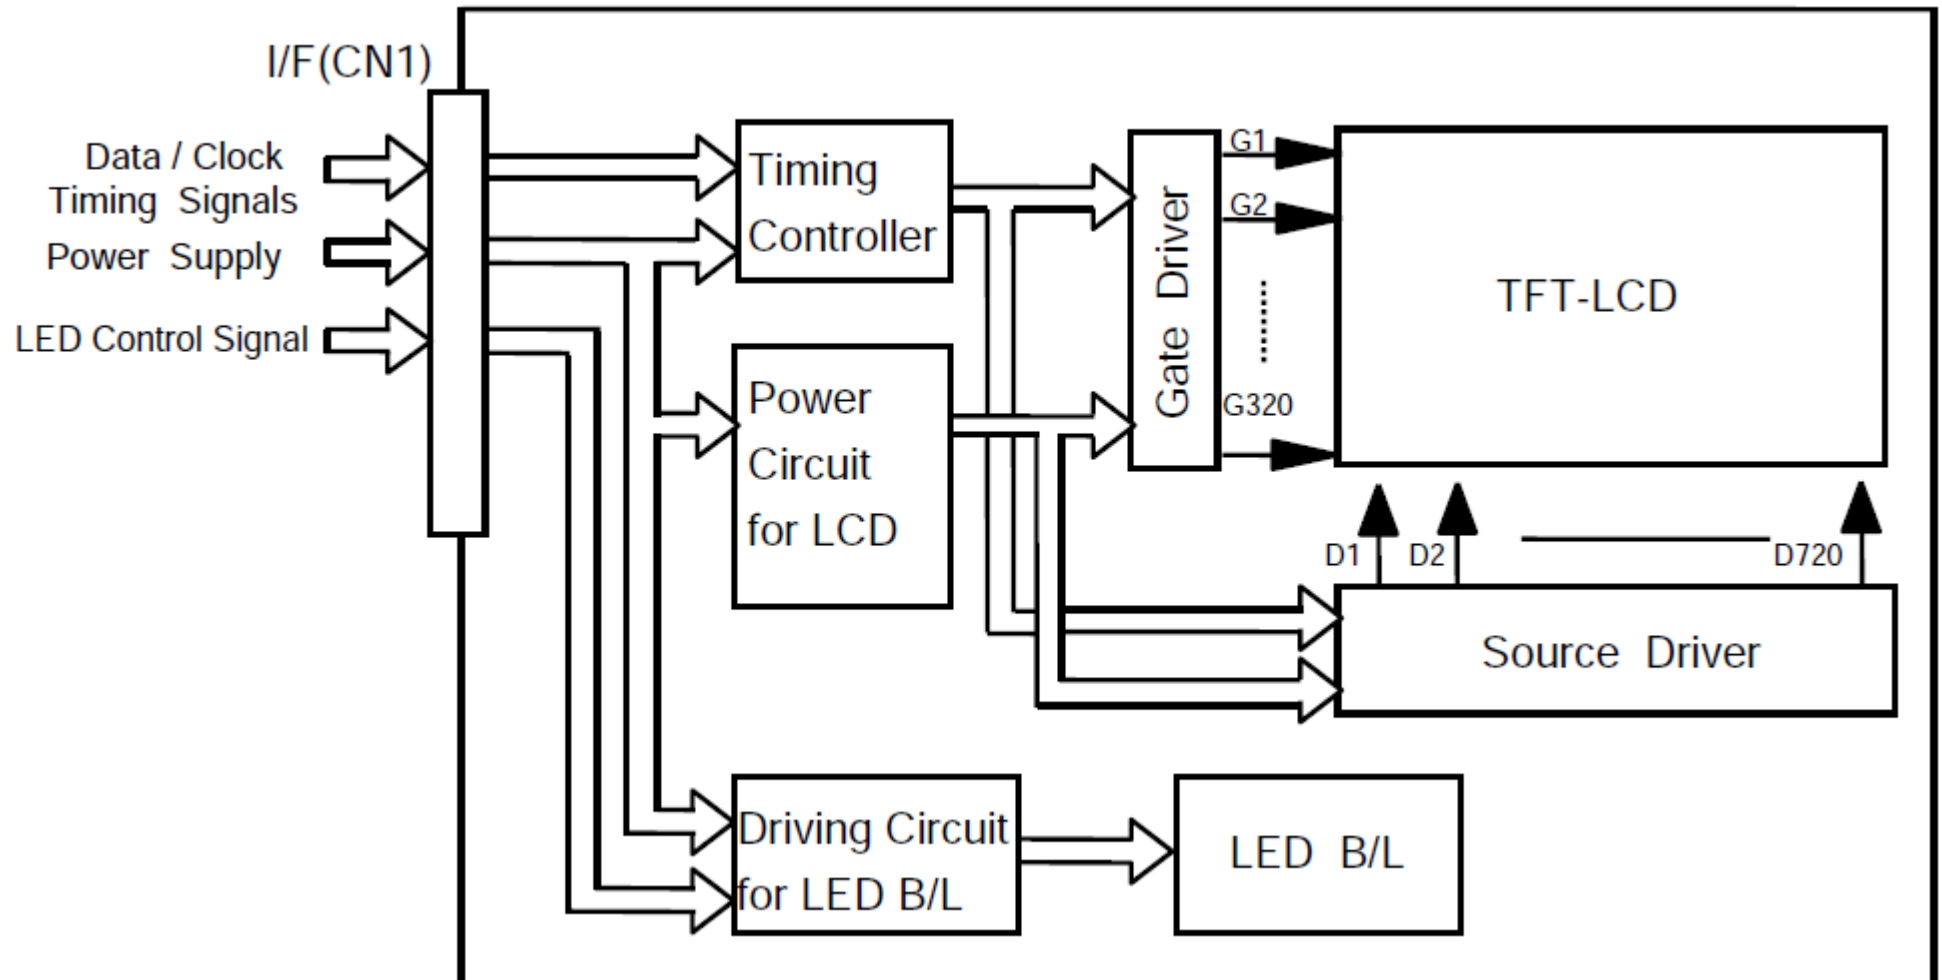 I/F(CN1)
Data / Clock
Timing Signals
Power Supply
LED Control Signal
Timing
Controller
Power
Circuit
for LCD
Gate Driver
G1
G2
G320
TFT-LCD
D1
D2
D720
Source Driver
Driving Circuit
for LED B/L
LED B/L